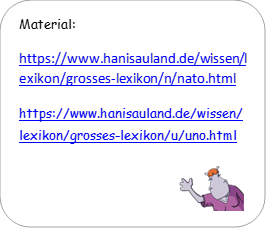 Material:
https://www.hanisauland.de/wissen/l
exikon/grosses-lexikon/n/nato.html
https://www.hanisauland.de/wissen/
lexikon/grosses-lexikon/u/uno.html